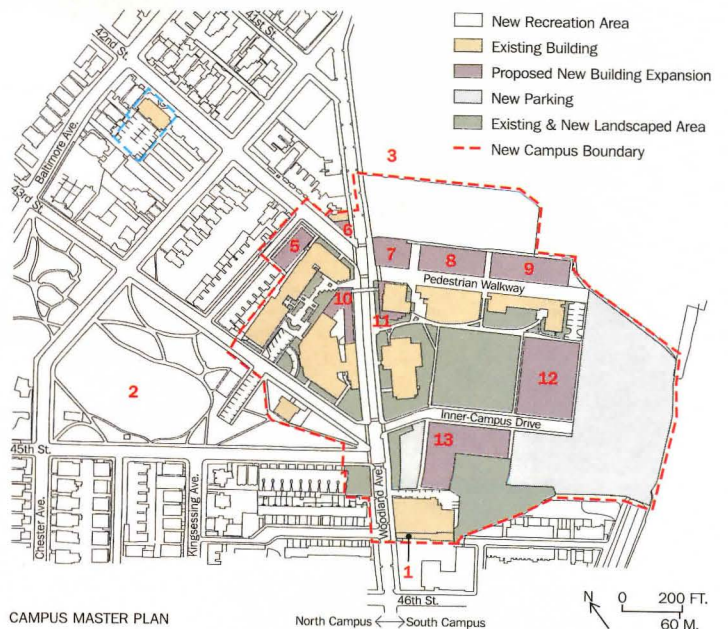 New Recreation Area
Existing Building
Proposed New Building Expansion
New Parking
Existing & New Landscaped Area
New Campus Boundary
41st St.
42nd St.
Baltimore Ave.
43rd St.
3
6
5
7
8
9
Pedestrian Walkway
10
11
12
2
Inner-Campus Drive
13
45th St.
Chester Ave.
Kingsessing Ave.
Woodland Ave.
1
46th St.
CAMPUS MASTER PLAN
North Campus
South Campus
N
0 200 FT.
60 M.